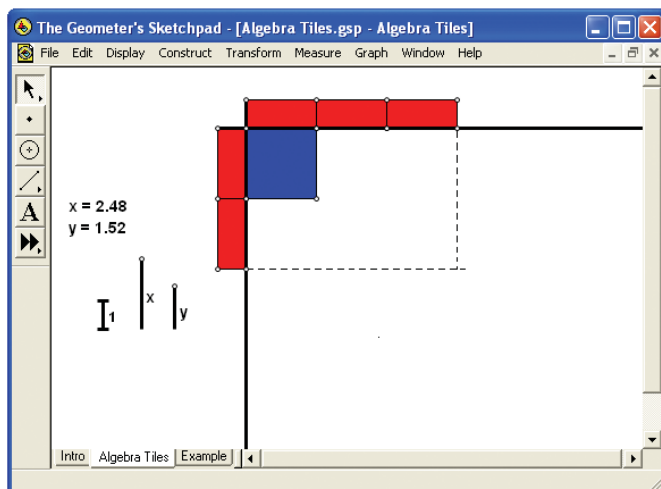 The Geometer's Sketchpad - [Algebra Tiles.gsp - Algebra Tiles]
File Edit Display Construct Transform Measure Graph Window Help
A
x = 2.48
y = 1.52
x
1
y
Intro Algebra Tiles Example